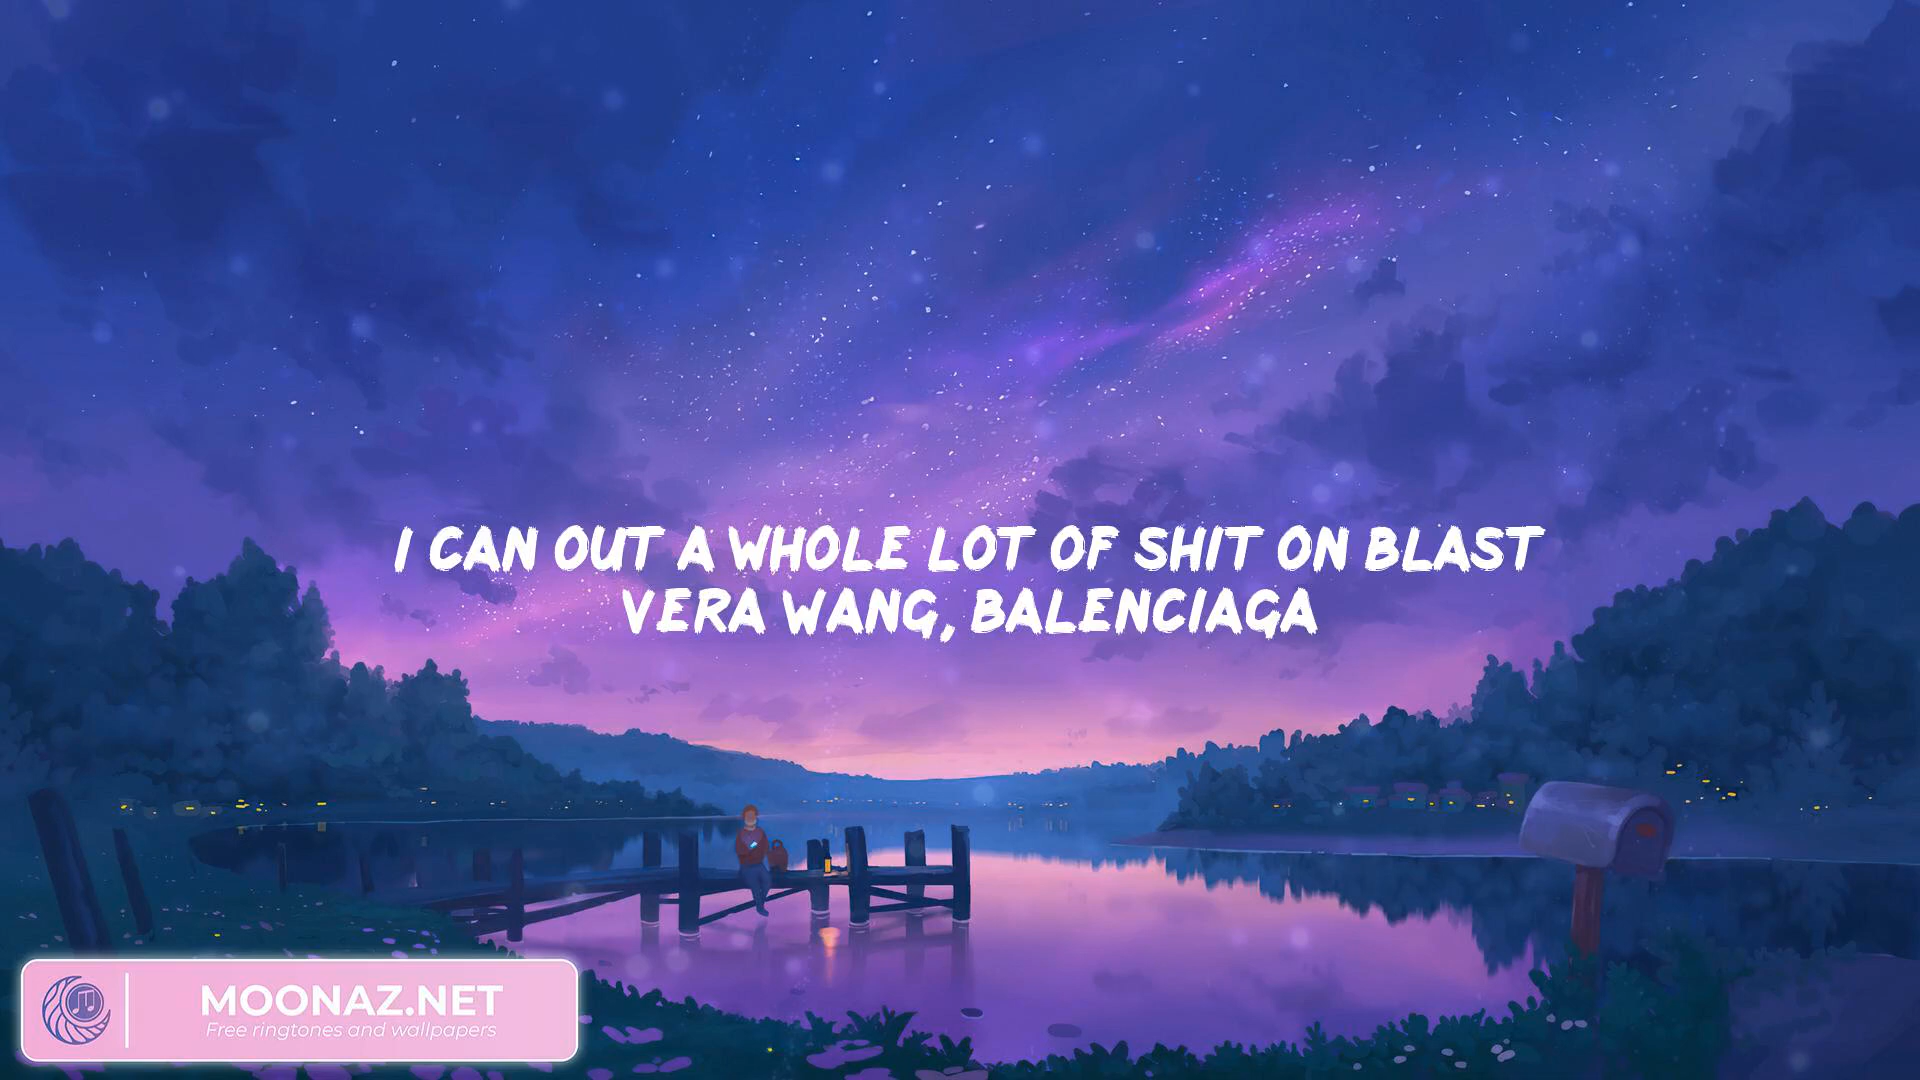 I CAN OUT A WHOLE LOT OF SHIT ON BLAST
VERA WANG, BALENCIAGA
MOONAZ.NET
Free ringtones and wallpapers